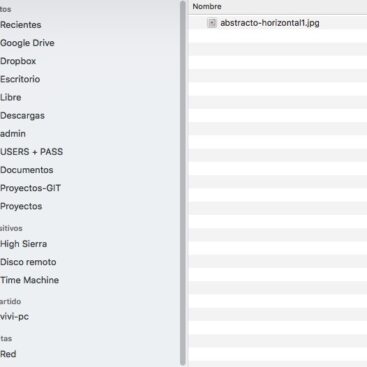 tos
Recientes
Google Drive
Dropbox
Escritorio
Libre
Descargas
admin
USERS + PASS
Documentos
Proyectos-GIT
Proyectos
sitivos
High Sierra
Disco remoto
Time Machine
artido
vivi-pc
tas
Red
Nombre
abstracto-horizontal1.jpg